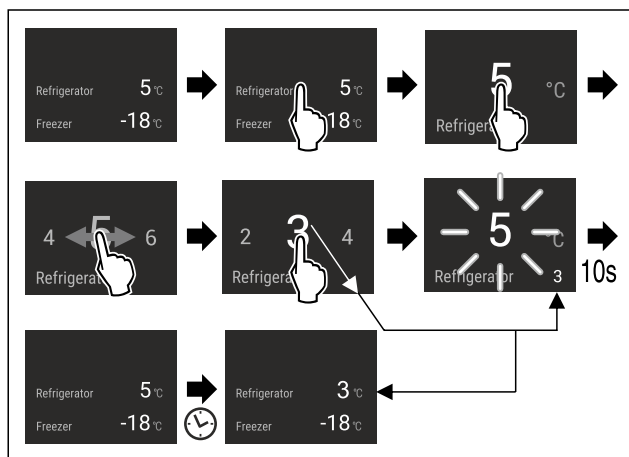 Refrigerator 5 °C
Freezer -18 °C
Refrigerator 5 °C
Freezer 18 °C
5 °C
Refrigera
4 5 6
Refrigerat
2 3 4
Refrigera
5 °C
Refrigerator 3
10s
Refrigerator 5 °C
Freezer -18 °C
Refrigerator 3 °C
Freezer -18 °C